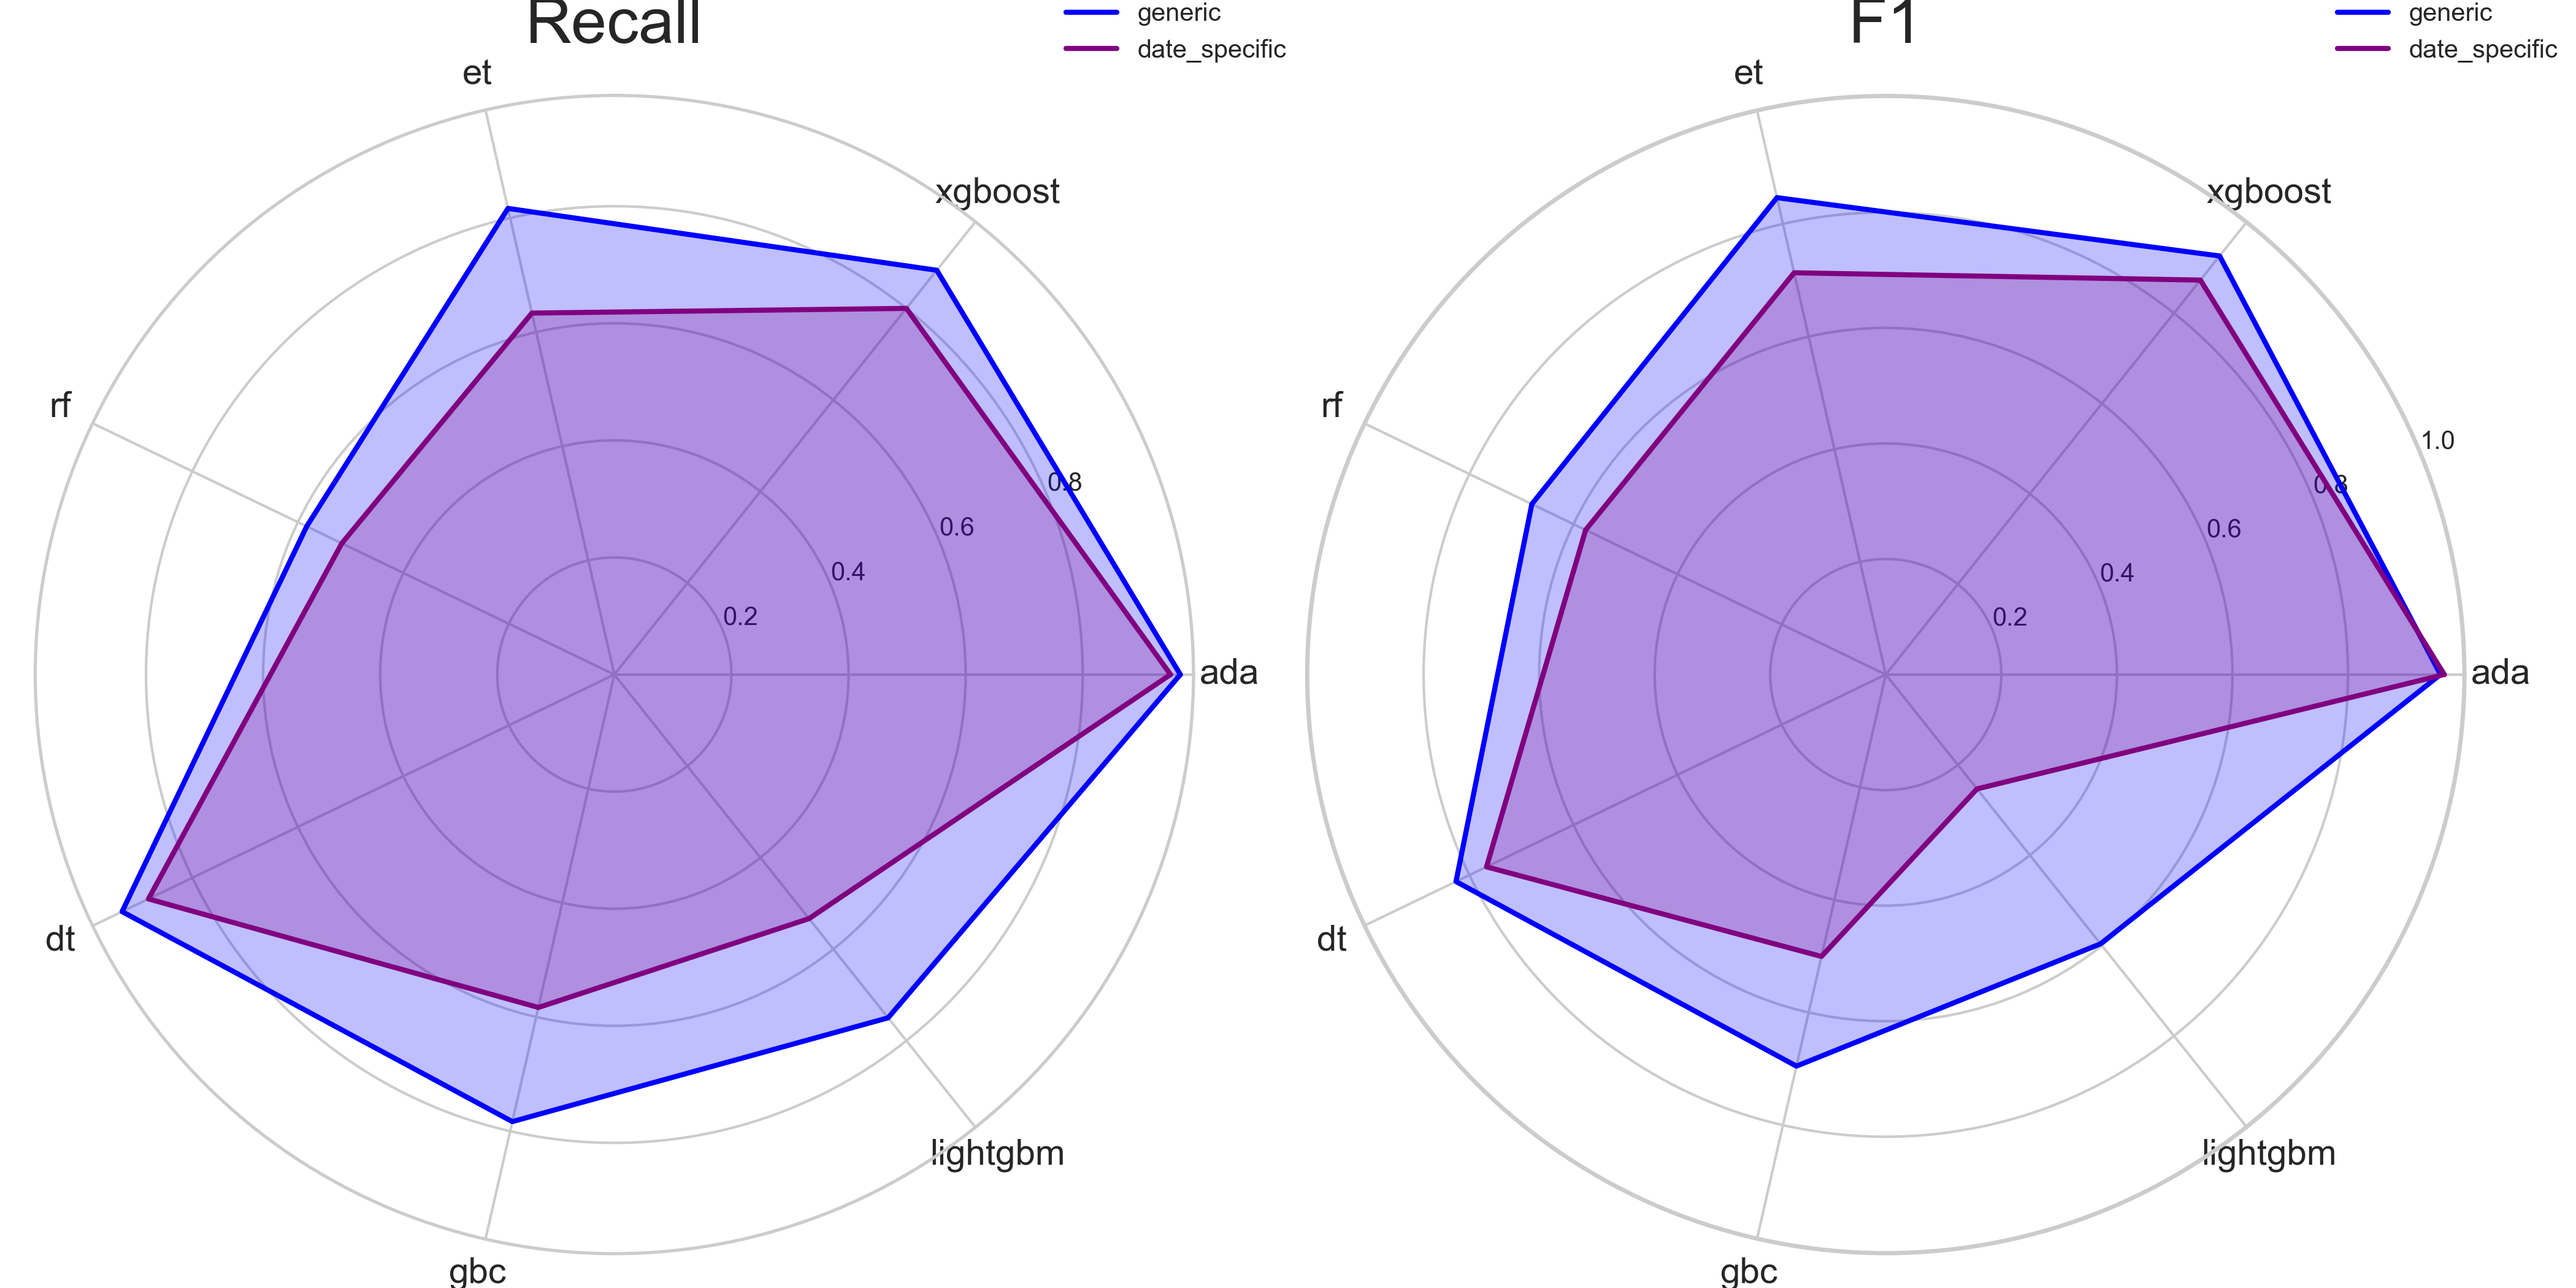 Recall
generic
date_specific
et
xgboost
rf
0.8
0.6
0.4
0.2
ada
dt
lightgbm
gbc
F1
generic
date_specific
et
xgboost
rf
1.0
0.8
0.6
0.4
0.2
ada
dt
lightgbm
gbc